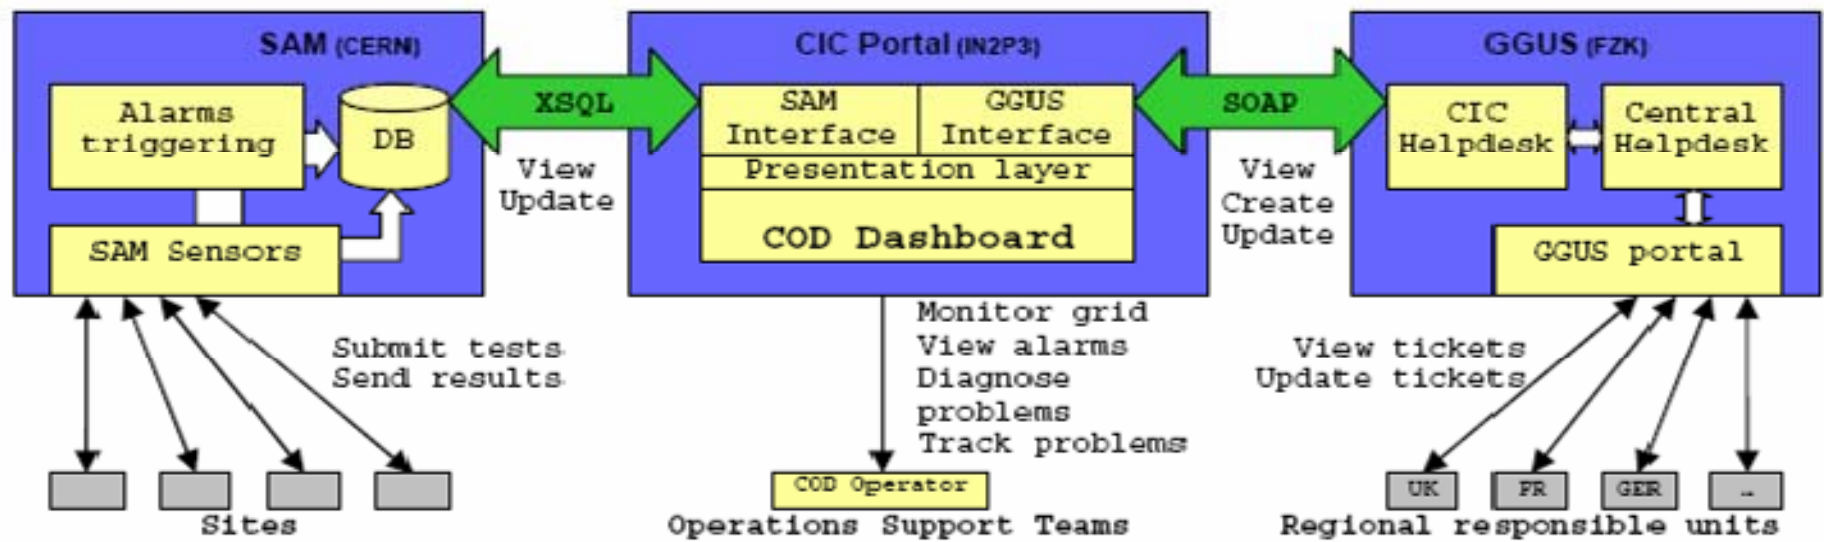 SAM (CERN)
Alarms
triggering
DB
SAM Sensors
XSQL
View
Update
CIC Portal (IN2P3)
SAM
Interface
GGUS
Interface
Presentation layer
COD Dashboard
SOAP
View
Create
Update
GGUS (FZK)
CIC
Helpdesk
Central
Helpdesk
GGUS portal
Submit tests
Send results
Sites
Monitor grid
View alarms
Diagnose
problems
Track problems
COD Operator
Operations Support Teams
View tickets
Update tickets
UK
FR
GER
…
Regional responsible units